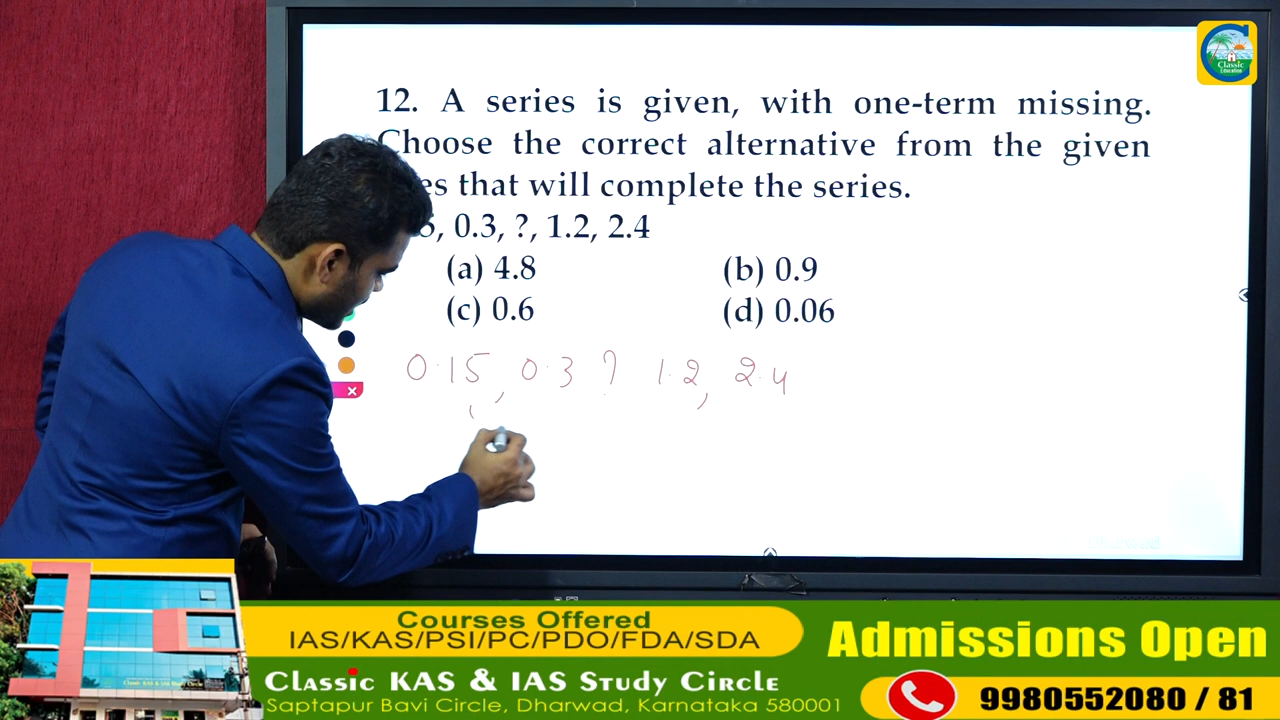 Classic
Education
12. A series is given, with one-term missing.
Choose the correct alternative from the given
es that will complete the series.
5, 0.3, ?, 1.2, 2.4
(a) 4.8 (b) 0.9
(c) 0.6 (d) 0.06
0.15, 0.3 ? 1.2, 2.4
Dharwad
Courses Offered
IAS/KAS/PSI/PC/PDO/FDA/SDA
Classic KAS & IAS Study Circle
Saptapur Bavi Circle, Dharwad, Karnataka 580001
Admissions Open
9980552080 / 81